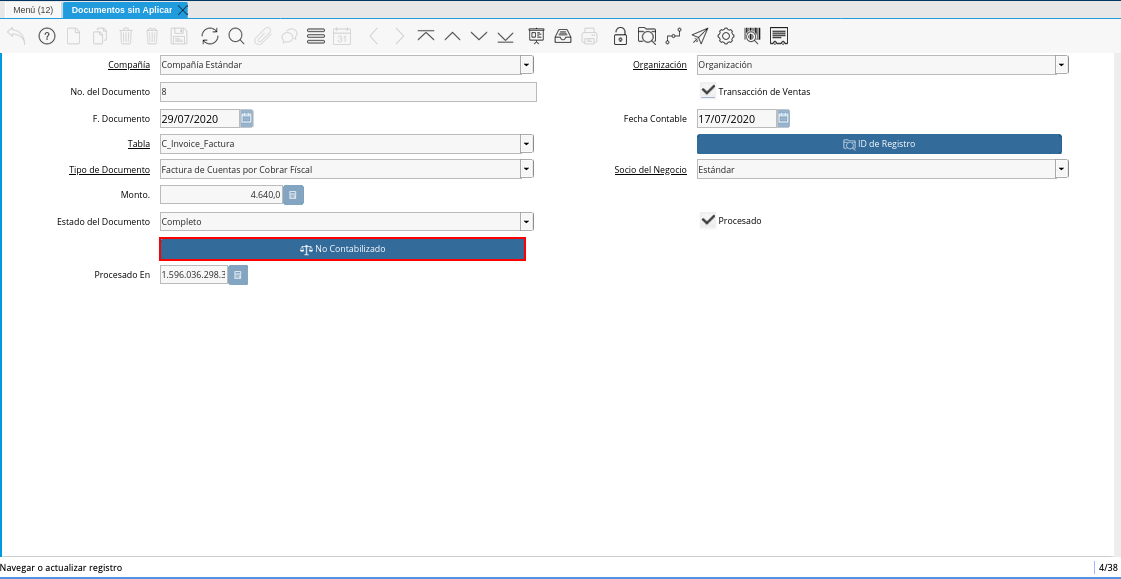 Menú (12) Documentos sin Aplicar
31
Compañía Compañía Estándar Organización Organización
No. del Documento 8 Transacción de Ventas
F. Documento 29/07/2020 Fecha Contable 17/07/2020
Tabla C_Invoice_Factura ID de Registro
Tipo de Documento Factura de Cuentas por Cobrar Físcal Socio del Negocio Estándar
Monto. 4.640,0
Estado del Documento Completo Procesado
No Contabilizado
Procesado En 1.596.036.298.3
Navegar o actualizar registro 4/38